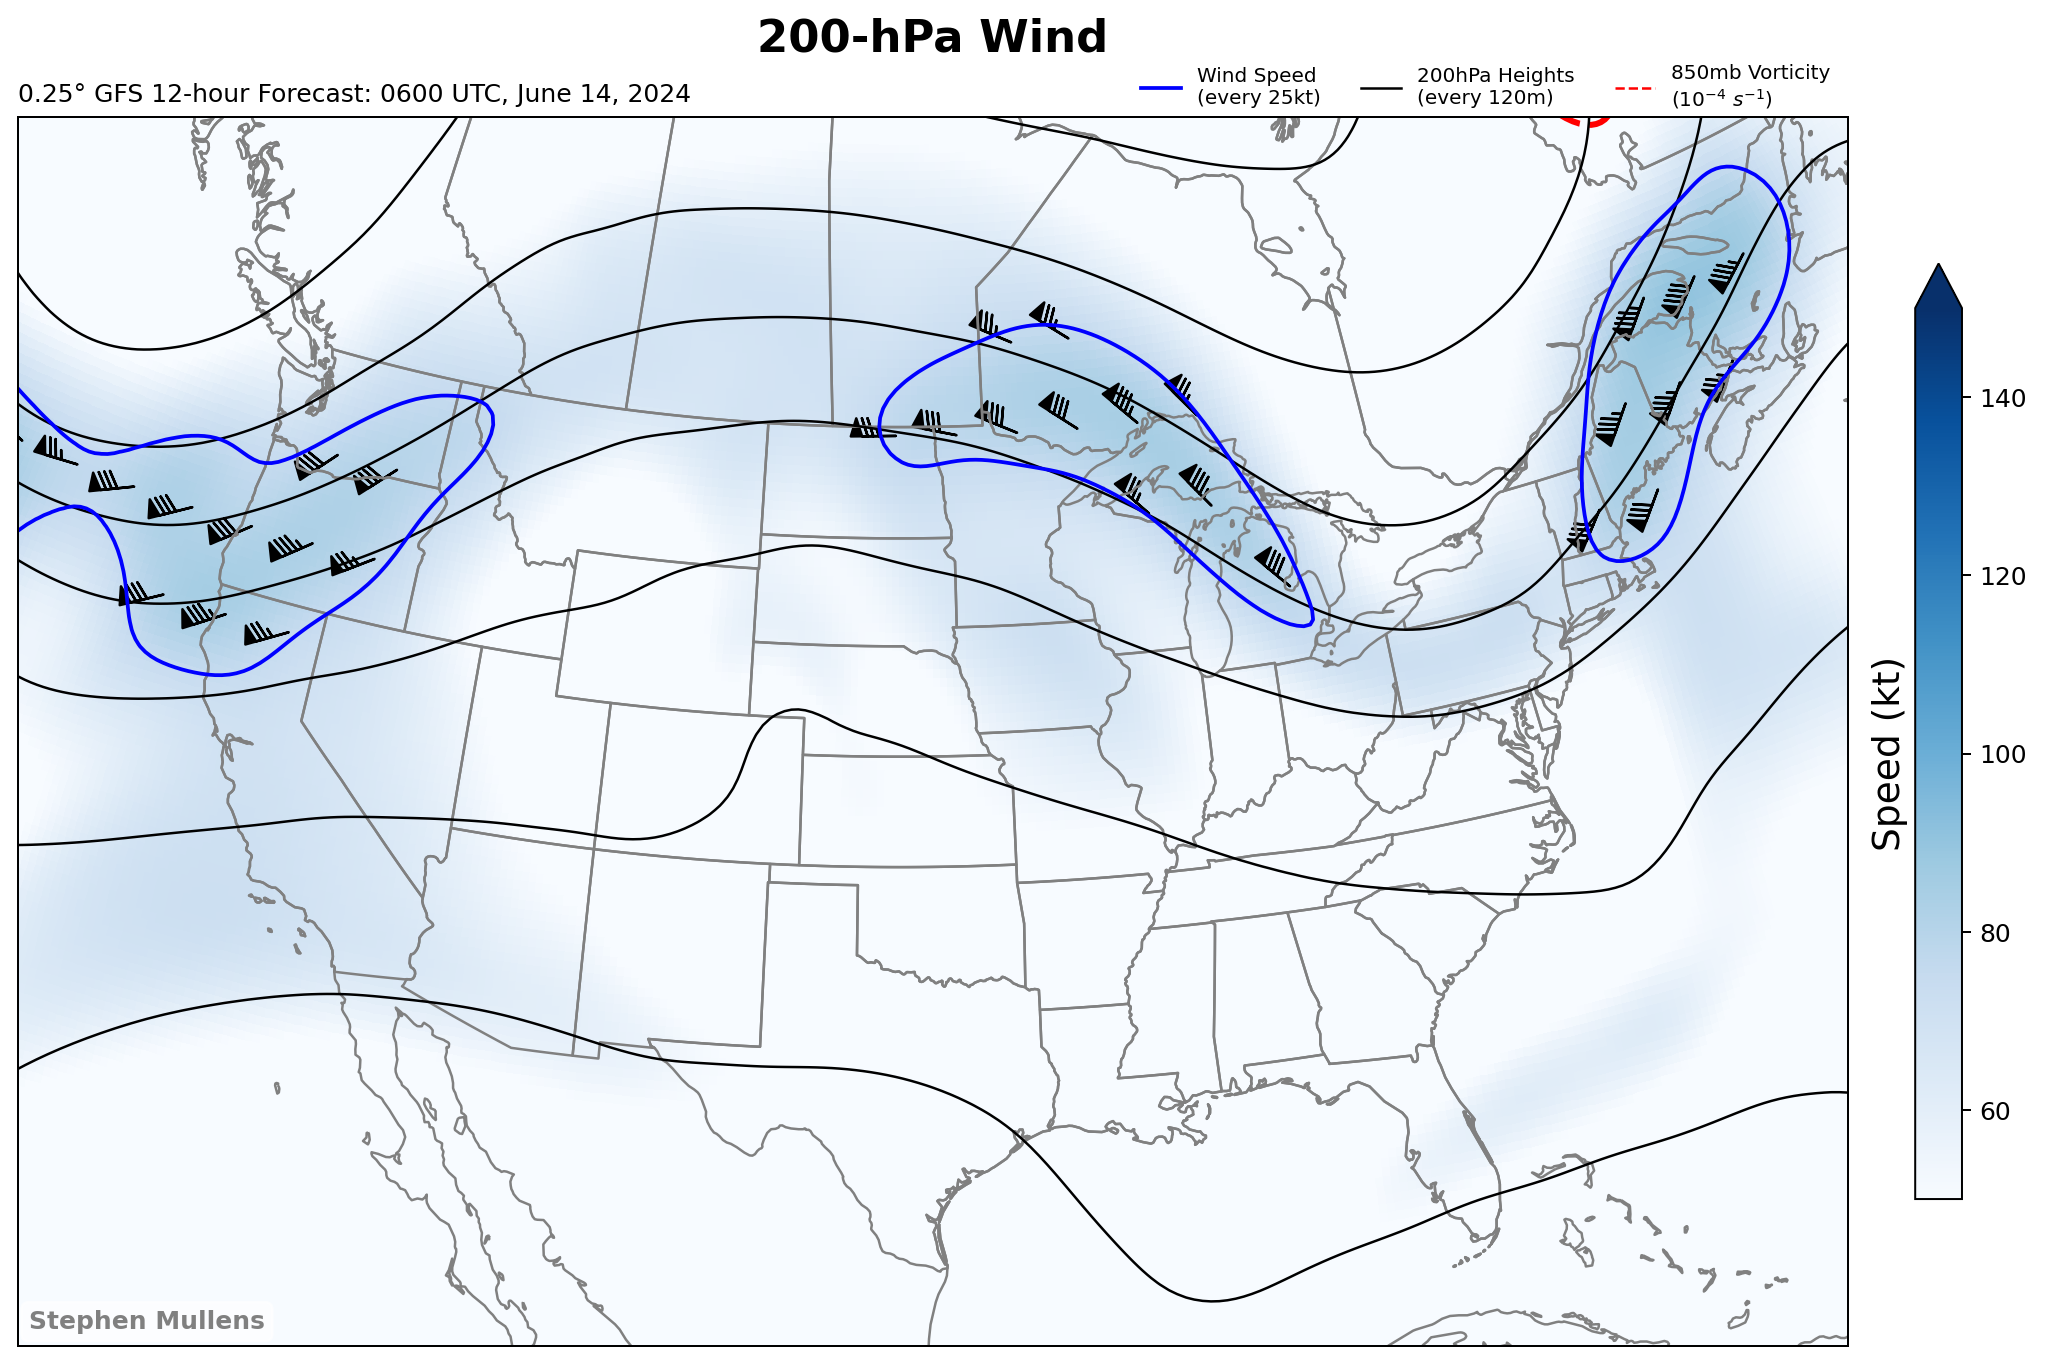 200-hPa Wind
0.25° GFS 12-hour Forecast: 0600 UTC, June 14, 2024
Wind Speed
(every 25kt)
200hPa Heights
(every 120m)
850mb Vorticity
(10⁻⁴ s⁻¹)
140
120
100
80
60
Speed (kt)
Stephen Mullens